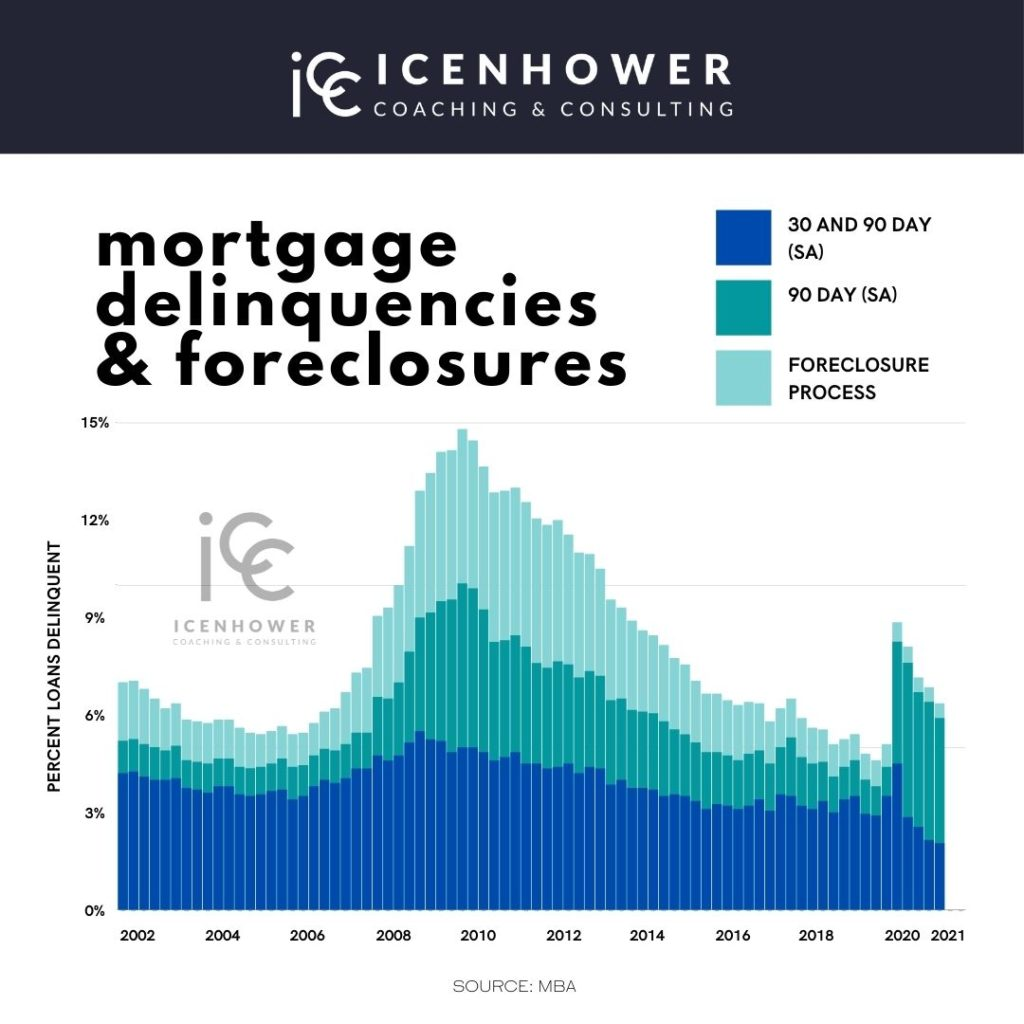 iCC ICENHOWER
COACHING & CONSULTING
mortgage
delinquencies
& foreclosures
30 AND 90 DAY
(SA)
90 DAY (SA)
FORECLOSURE
PROCESS
PERCENT LOANS DELINQUENT
15%
12%
9%
6%
3%
0%
iCC
ICENHOWER
COACHING & CONSULTING
2002 2004 2006 2008 2010 2012 2014 2016 2018 2020 2021
SOURCE: MBA